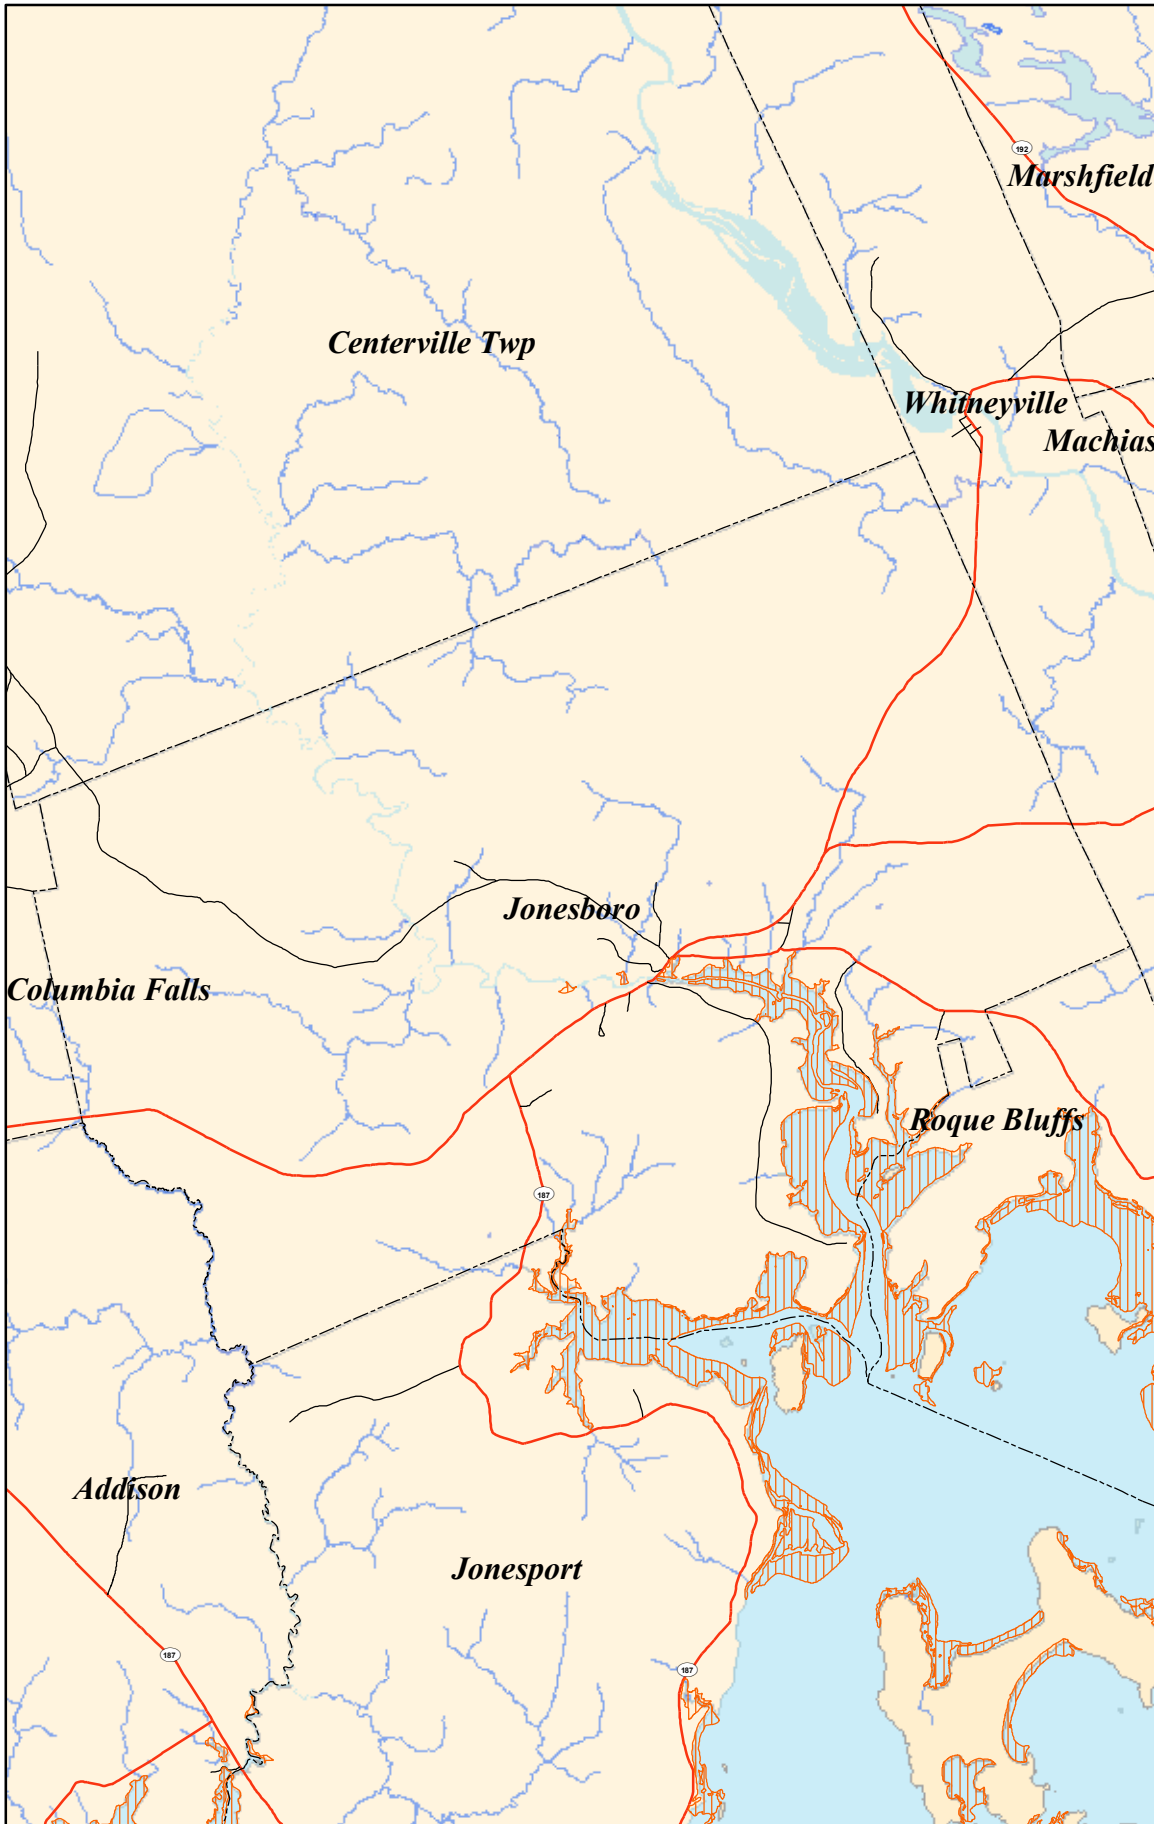 192
Marshfield
Centerville Twp
Whitneyville
Machias
Jonesboro
Columbia Falls
Roque Bluffs
187
Addison
Jonesport
187
187